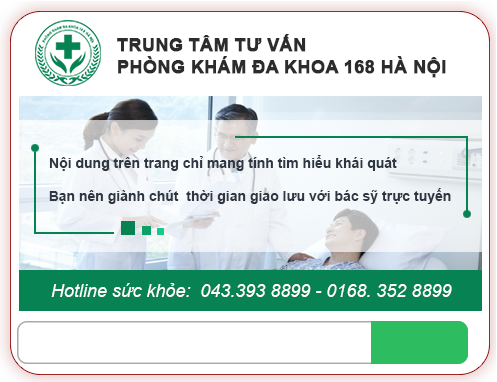 TRUNG TÂM TƯ VẤN
PHÒNG KHÁM ĐA KHOA 168 HÀ NỘI
Nội dung trên trang chỉ mang tính tìm hiểu khái quát
Bạn nên giành chút thời gian giao lưu với bác sỹ trực tuyến
Hotline sức khỏe: 043.393 8899 - 0168. 352 8899